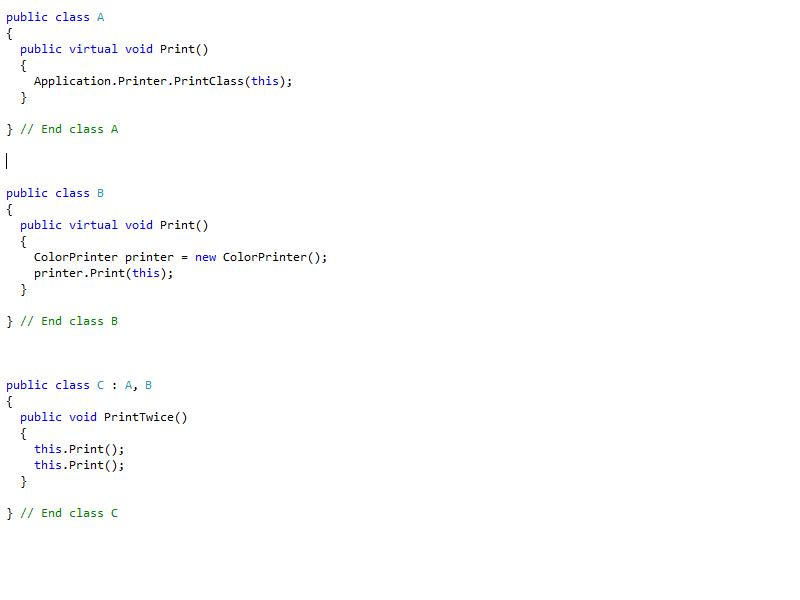 public class A
{
  public virtual void Print()
  {
    Application.Printer.PrintClass(this);
  }
} // End class A
public class B
{
  public virtual void Print()
  {
    ColorPrinter printer = new ColorPrinter();
    printer.Print(this);
  }
} // End class B
public class C : A, B
{
  public void PrintTwice()
  {
    this.Print();
    this.Print();
  }
} // End class C